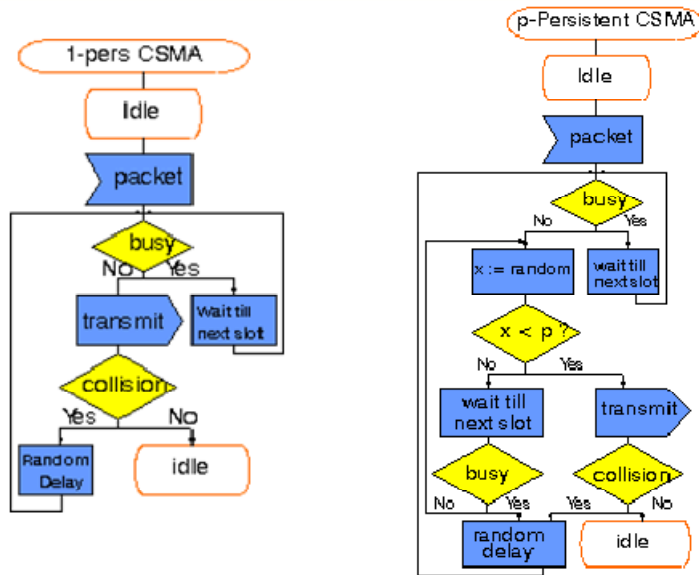 1-pers CSMA
Idle
packet
busy
No Yes
transmit
Wait till
next slot
collision
Yes No
Random
Delay
idle
p-Persistent CSMA
Idle
packet
busy
No Yes
x := random
wait till
next slot
x < p ?
No Yes
wait till
next slot
transmit
busy
collision
No Yes Yes No
random
delay
idle